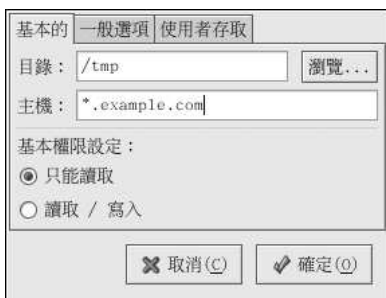 基本的 一般選項 使用者存取
目錄： /tmp 瀏覽...
主機： *.example.com
基本權限設定：
只能讀取
讀取 / 寫入
取消(C) 確定(O)